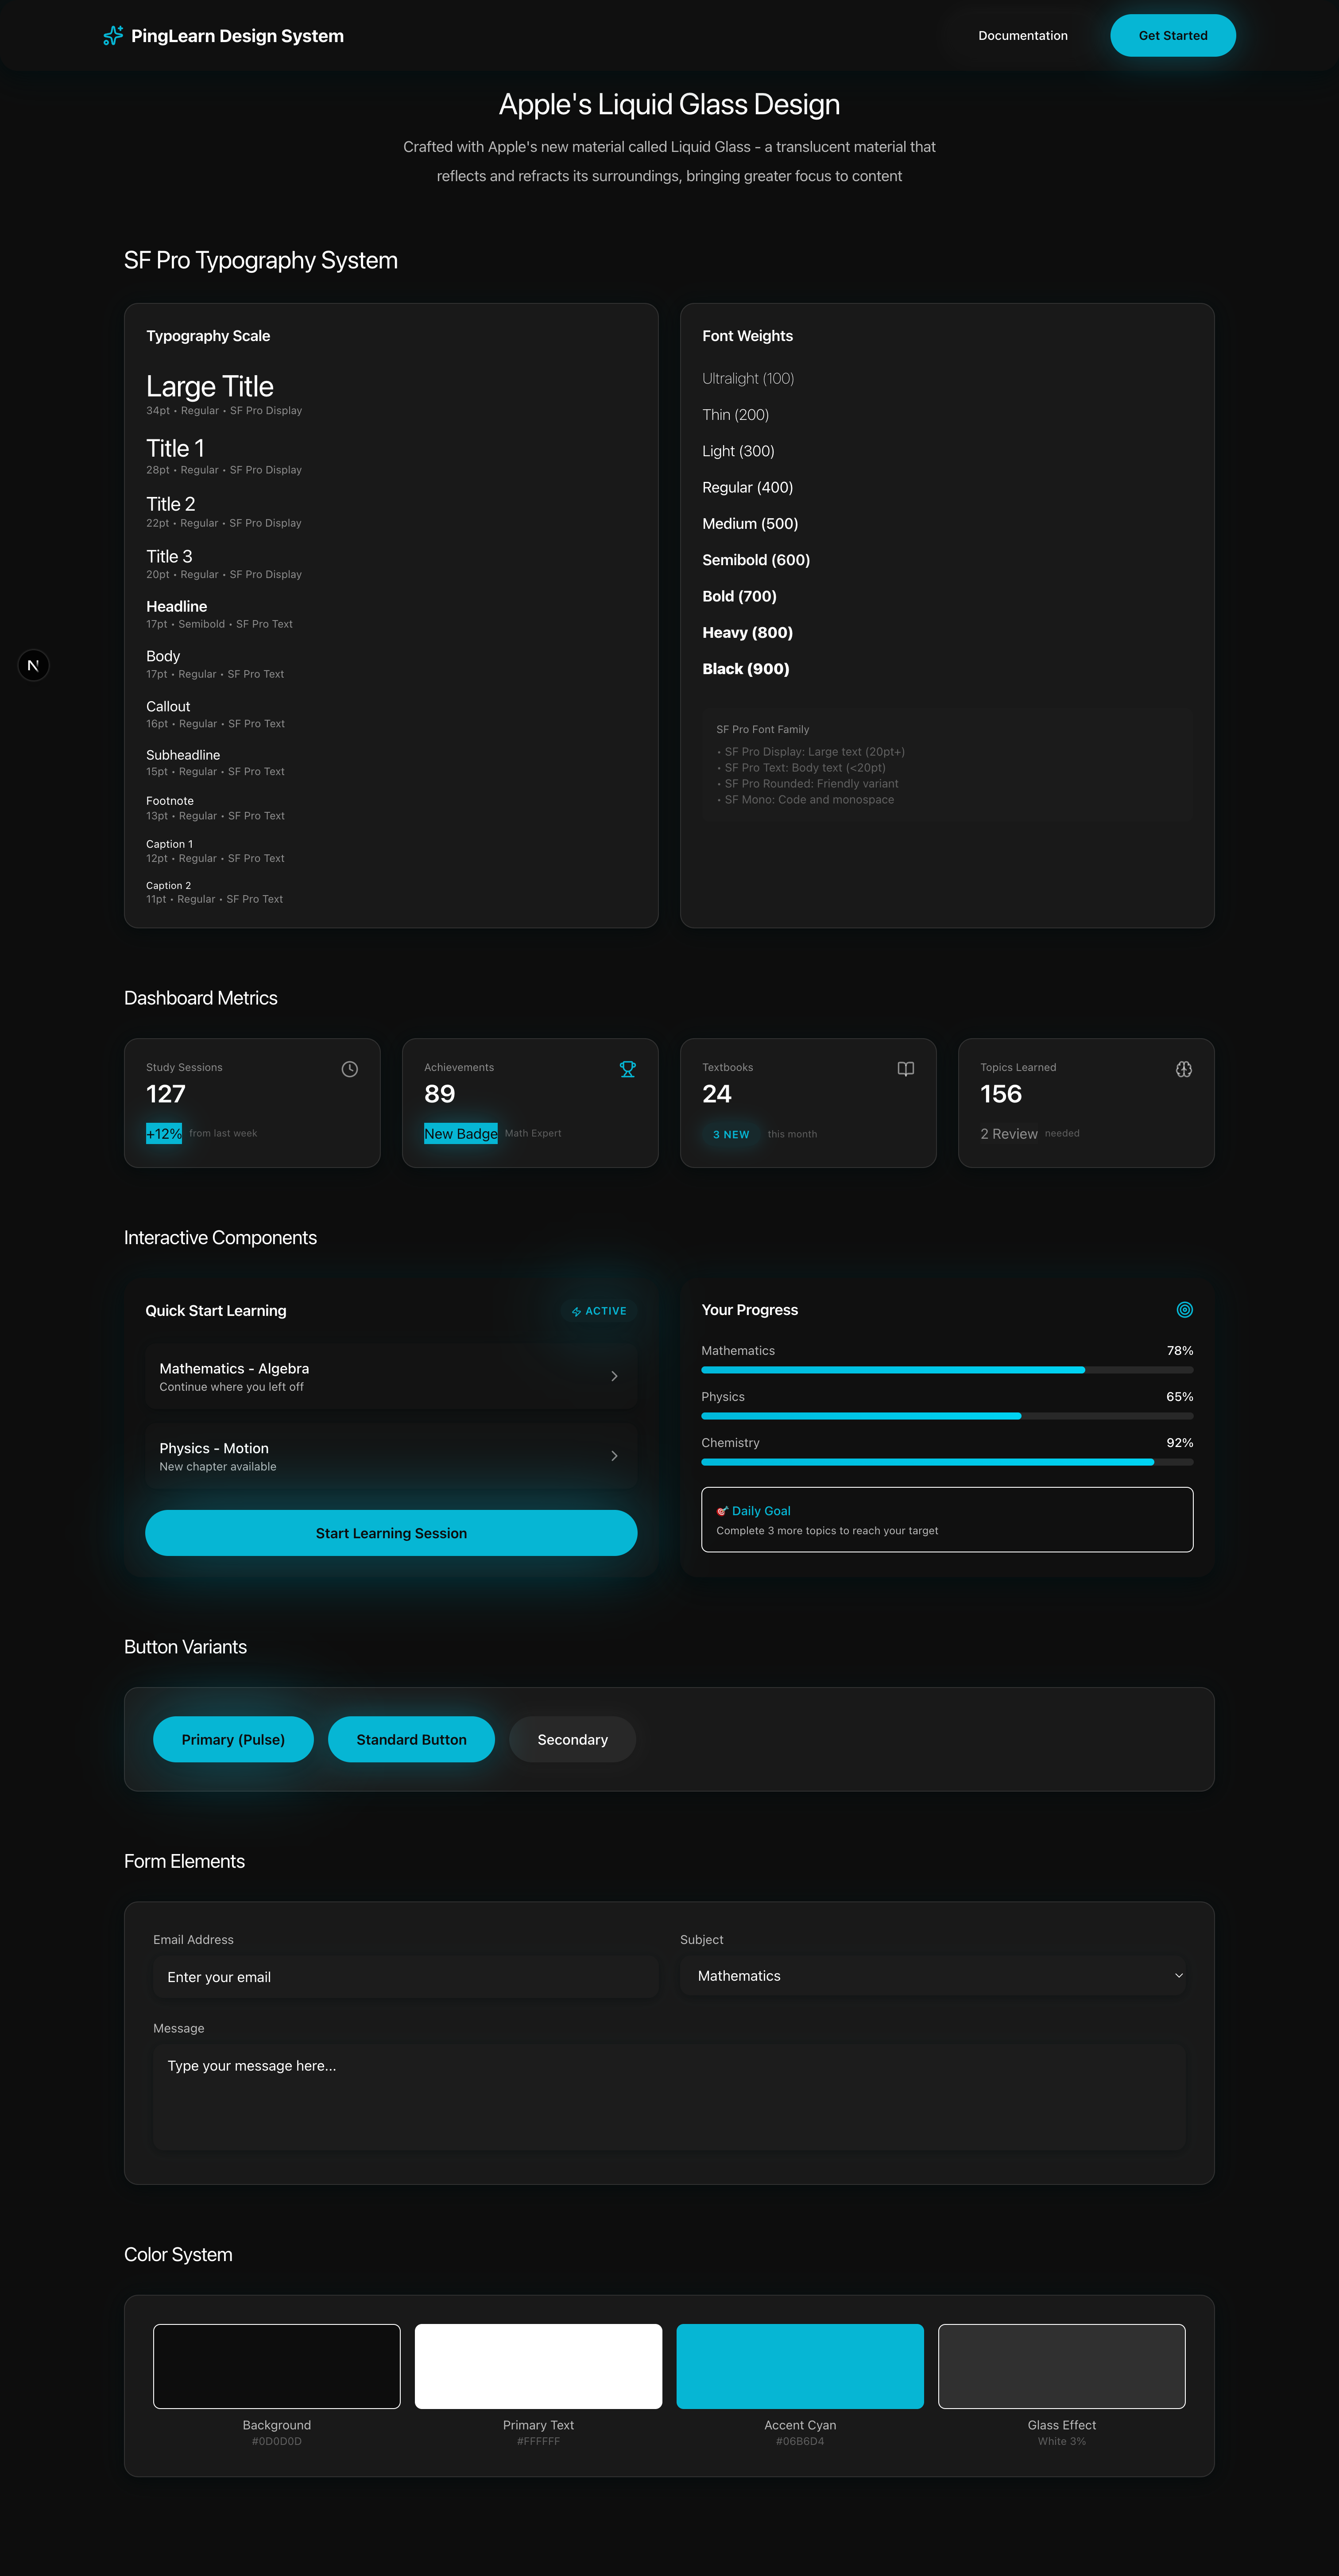 PingLearn Design System
Documentation
Get Started
Apple's Liquid Glass Design
Crafted with Apple's new material called Liquid Glass - a translucent material that
reflects and refracts its surroundings, bringing greater focus to content
SF Pro Typography System
Typography Scale
Large Title
34pt • Regular • SF Pro Display
Title 1
28pt • Regular • SF Pro Display
Title 2
22pt • Regular • SF Pro Display
Title 3
20pt • Regular • SF Pro Display
Headline
17pt • Semibold • SF Pro Text
Body
17pt • Regular • SF Pro Text
Callout
16pt • Regular • SF Pro Text
Subheadline
15pt • Regular • SF Pro Text
Footnote
13pt • Regular • SF Pro Text
Caption 1
12pt • Regular • SF Pro Text
Caption 2
11pt • Regular • SF Pro Text
Font Weights
Ultralight (100)
Thin (200)
Light (300)
Regular (400)
Medium (500)
Semibold (600)
Bold (700)
Heavy (800)
Black (900)
SF Pro Font Family
• SF Pro Display: Large text (20pt+)
• SF Pro Text: Body text (<20pt)
• SF Pro Rounded: Friendly variant
• SF Mono: Code and monospace
N
Dashboard Metrics
Study Sessions
127
+12% from last week
Achievements
89
New Badge Math Expert
Textbooks
24
3 NEW this month
Topics Learned
156
2 Review needed
Interactive Components
Quick Start Learning
ACTIVE
Mathematics - Algebra
Continue where you left off
Physics - Motion
New chapter available
Start Learning Session
Your Progress
Mathematics 78%
Physics 65%
Chemistry 92%
🎯 Daily Goal
Complete 3 more topics to reach your target
Button Variants
Primary (Pulse)
Standard Button
Secondary
Form Elements
Email Address
Enter your email
Subject
Mathematics
Message
Type your message here...
Color System
Background
#0D0D0D
Primary Text
#FFFFFF
Accent Cyan
#06B6D4
Glass Effect
White 3%